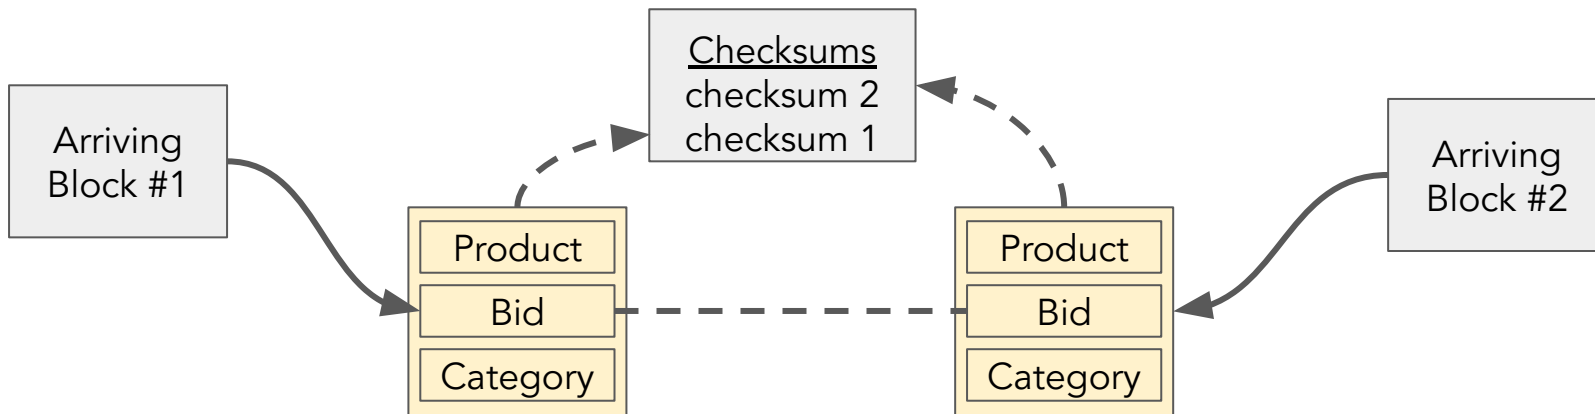 Checksums
checksum 2
checksum 1
Arriving
Block #1
Arriving
Block #2
Product
Bid
Category
Product
Bid
Category